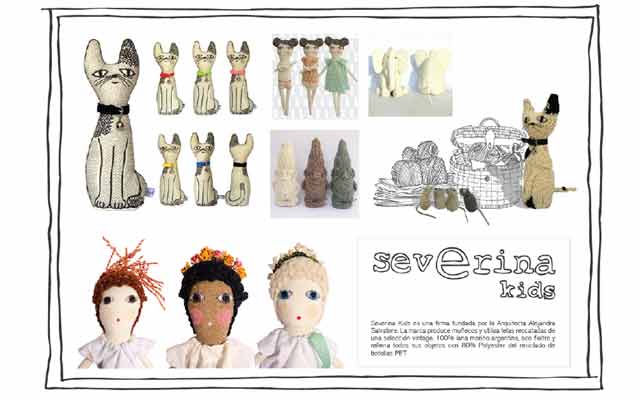 severina
kids
Severina Kids es una firma fundada por la Arquitecta Alejandra
Salvatore. La marca produce muñecos y utiliza telas rescatadas de
una selección vintage. 100% lana merino argentina, eco fieltro y
rellena todos sus objetos con 80% Polyester del reciclado de
botellas PET